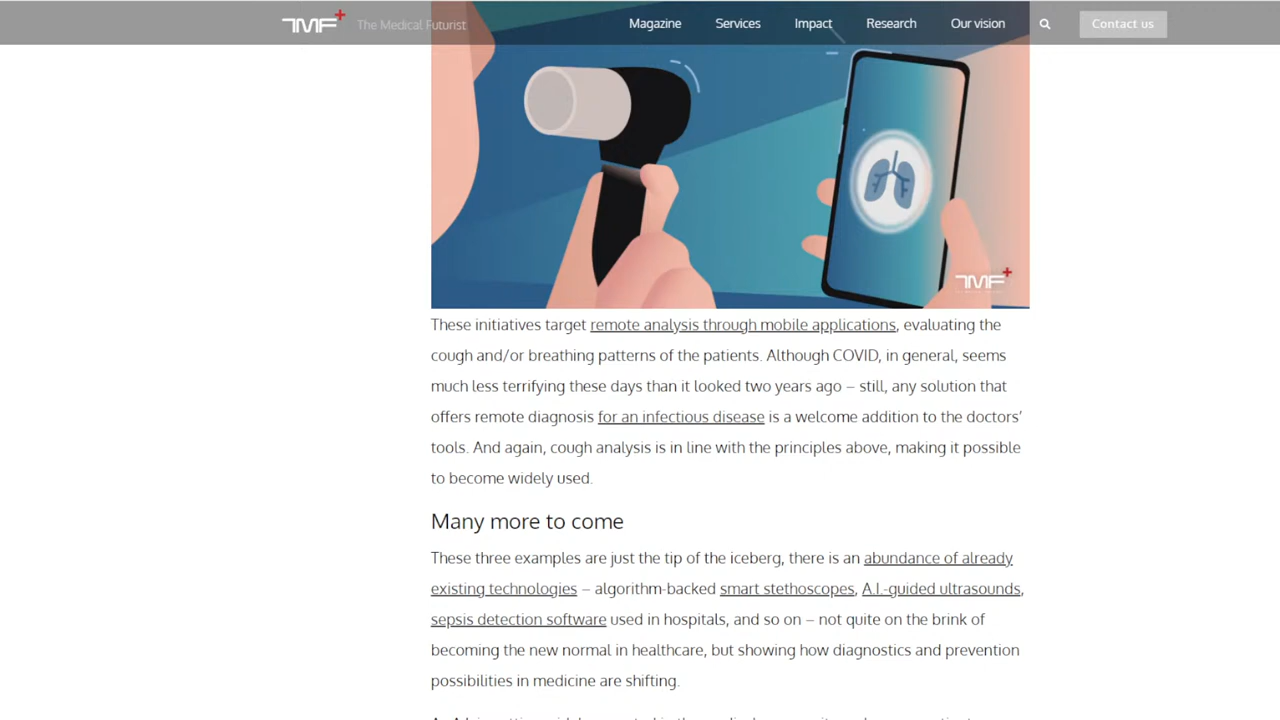 TMF+ The Medical Futurist Magazine Services Impact Research Our vision Contact us
TMF+
These initiatives target remote analysis through mobile applications, evaluating the
cough and/or breathing patterns of the patients. Although COVID, in general, seems
much less terrifying these days than it looked two years ago – still, any solution that
offers remote diagnosis for an infectious disease is a welcome addition to the doctors’
tools. And again, cough analysis is in line with the principles above, making it possible
to become widely used.
Many more to come
These three examples are just the tip of the iceberg, there is an abundance of already
existing technologies – algorithm-backed smart stethoscopes, A.I.-guided ultrasounds,
sepsis detection software used in hospitals, and so on – not quite on the brink of
becoming the new normal in healthcare, but showing how diagnostics and prevention
possibilities in medicine are shifting.